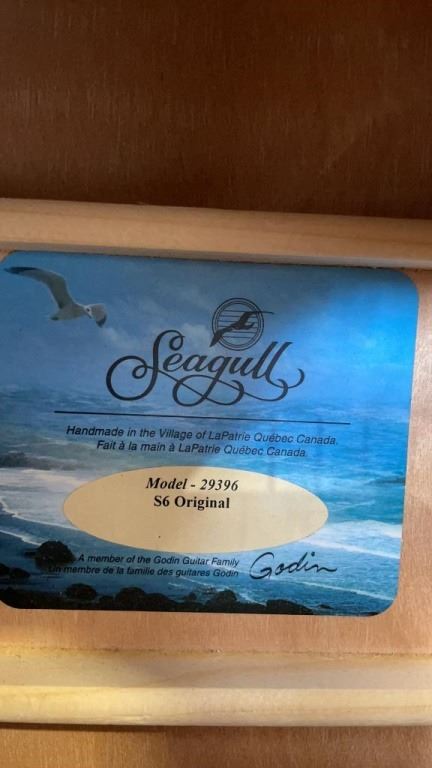 Seagull
Handmade in the Village of LaPatrie Québec Canada.
Fait à la main à LaPatrie Québec Canada.
Model - 29396
S6 Original
A member of the Godin Guitar Family
Un membre de la famille des guitares Godin
Godin